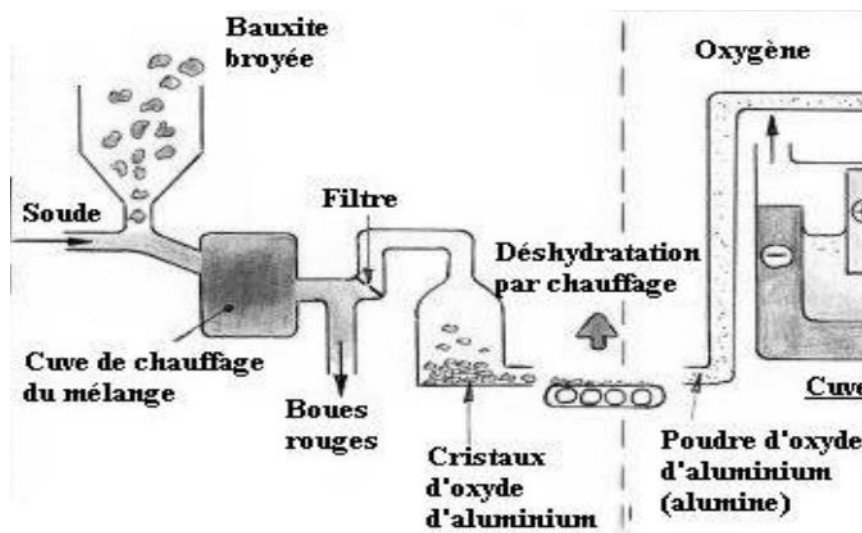 Bauxite
broyée
Oxygène
Soude
Filtre
Déshydratation
par chauffage
Cuve de chauffage
du mélange
Boues
rouges
Cristaux
d'oxyde
d'aluminium
Cuve
Poudre d'oxyde
d'aluminium
(alumine)